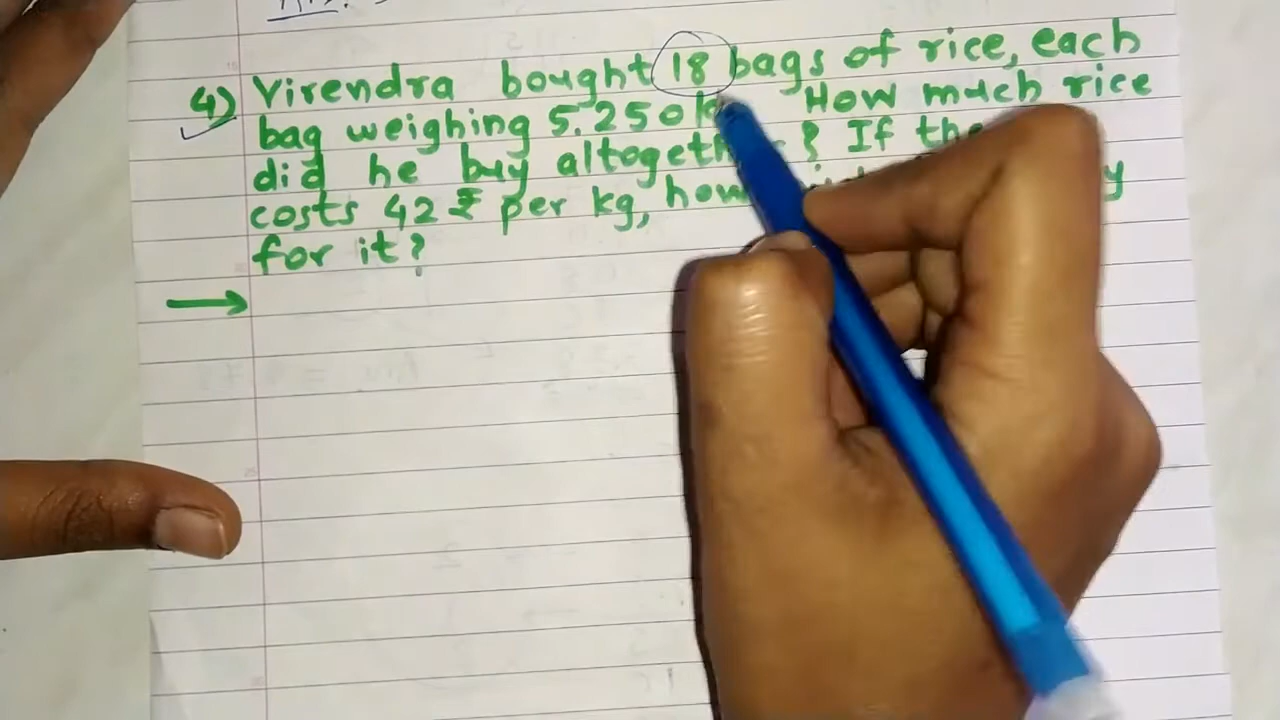 4) Virendra bought 18 bags of rice, each
bag weighing 5.250 How much rice
did he buy altogether ? If the
costs 42 ₹ per kg, how
for it?